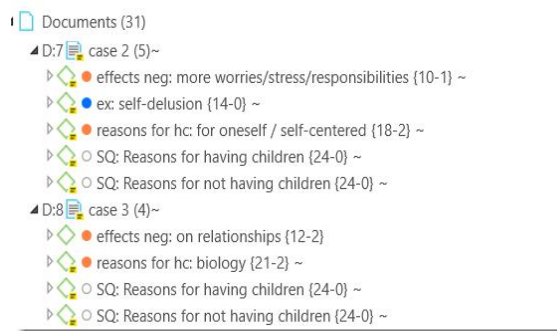 Documents (31)
D:7 case 2 (5)~
effects neg: more worries/stress/responsibilities {10-1} ~
ex: self-delusion {14-0} ~
reasons for hc: for oneself / self-centered {18-2} ~
SQ: Reasons for having children {24-0} ~
SQ: Reasons for not having children {24-0} ~
D:8 case 3 (4)~
effects neg: on relationships {12-2}
reasons for hc: biology {21-2} ~
SQ: Reasons for having children {24-0} ~
SQ: Reasons for not having children {24-0} ~